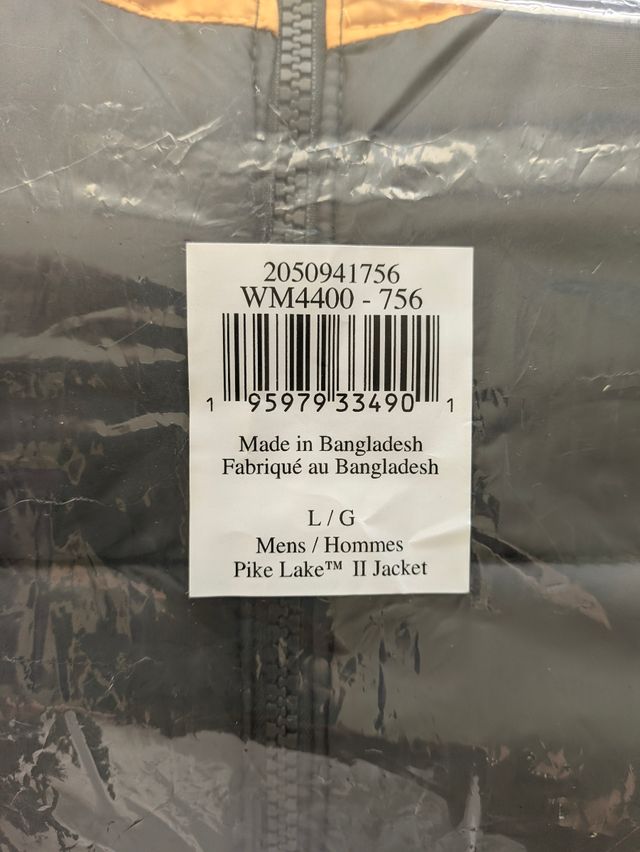 2050941756
WM4400 - 756
1 95979 33490 1
Made in Bangladesh
Fabriqué au Bangladesh
L / G
Mens / Hommes
Pike Lake™ II Jacket